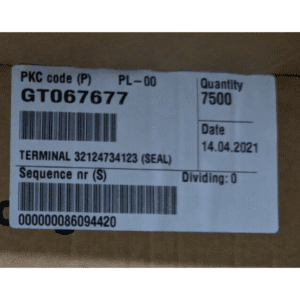 PKC code (P) PL-00
GT067677
Quantity
7500
Date
14.04.2021
TERMINAL 32124734123 (SEAL)
Sequence nr (S) Dividing: 0
000000086094420